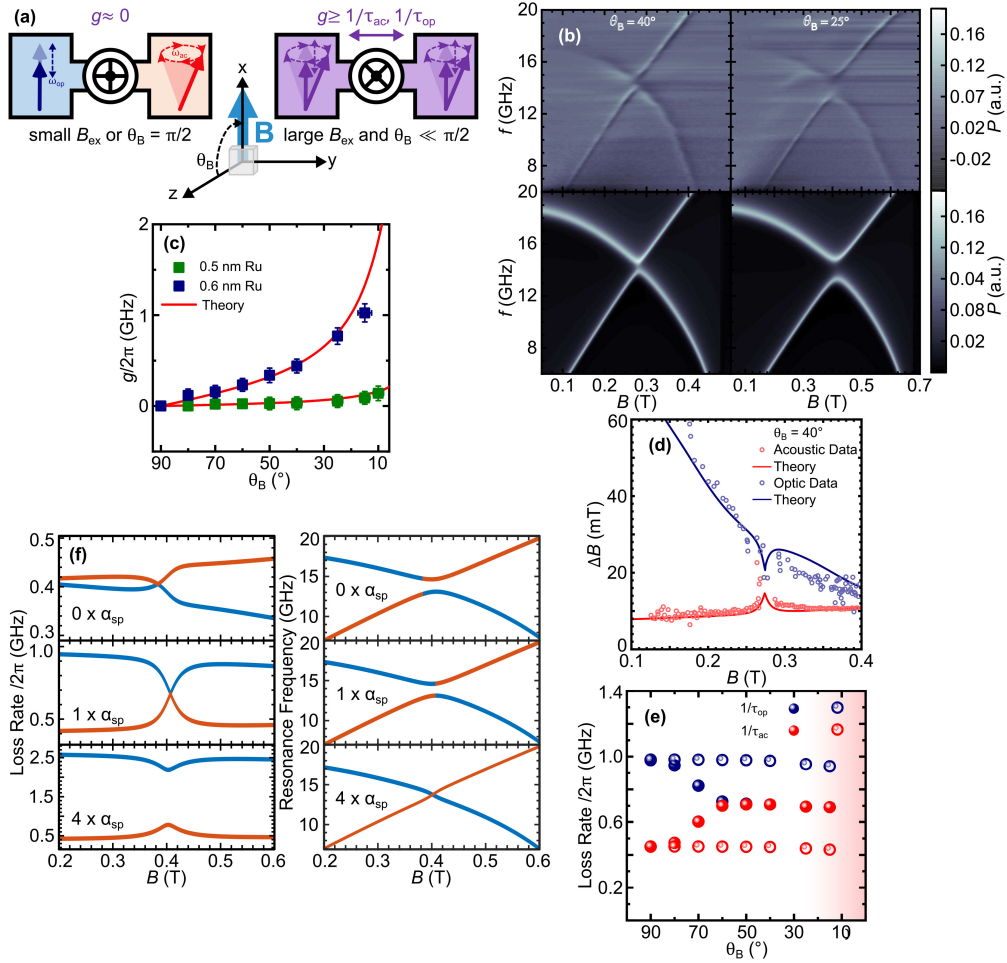 (a)
g≈ 0
g≥ 1/τac, 1/τop
ωop
ωac
small Bex or θB = π/2
large Bex and θB ≪ π/2
x
B
θB
y
z
(b)
θB = 40°
θB = 25°
20
16
12
8
f (GHz)
0.16
0.12
0.07
0.02
-0.02
P (a.u.)
20
16
12
8
f (GHz)
0.16
0.12
0.04
0.08
0.02
P (a.u.)
0.1 0.2 0.3 0.4
0.1 0.2 0.3 0.4 0.5 0.7
B (T)
B (T)
(c)
0.5 nm Ru
0.6 nm Ru
Theory
2
1
0
g/2π (GHz)
90 70 50 30 10
θB (°)
(d)
θB = 40°
Acoustic Data
Theory
Optic Data
Theory
60
40
20
0
ΔB (mT)
0.1 0.2 0.3 0.4
B (T)
(f)
0.5
0.4
0.3
0 x αsp
1.0
0.5
1 x αsp
2.5
1.5
0.5
4 x αsp
Loss Rate /2π (GHz)
0.2 0.3 0.4 0.5 0.6
B (T)
20
15
10
0 x αsp
20
15
10
1 x αsp
20
15
10
4 x αsp
Resonance Frequency (GHz)
0.2 0.3 0.4 0.5 0.6
B (T)
(e)
1/τop
1/τac
1.4
1.0
0.6
0.2
Loss Rate /2π (GHz)
90 70 50 30 10
θB (°)